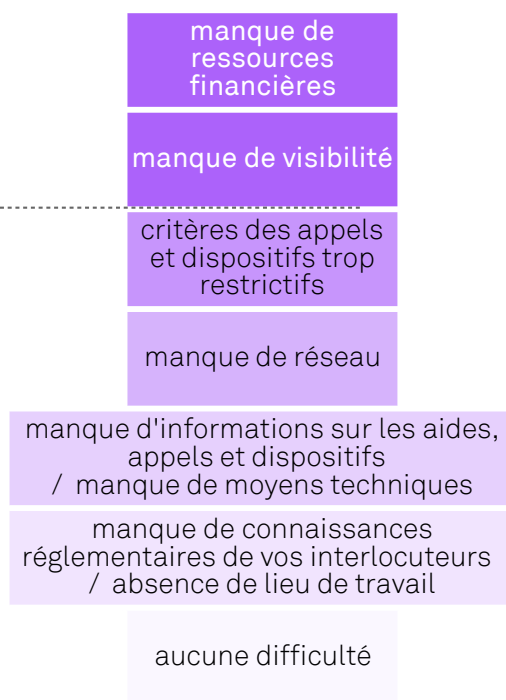 manque de
ressources
financières
manque de visibilité
critères des appels
et dispositifs trop
restrictifs
manque de réseau
manque d'informations sur les aides,
appels et dispositifs
/ manque de moyens techniques
manque de connaissances
réglementaires de vos interlocuteurs
/ absence de lieu de travail
aucune difficulté